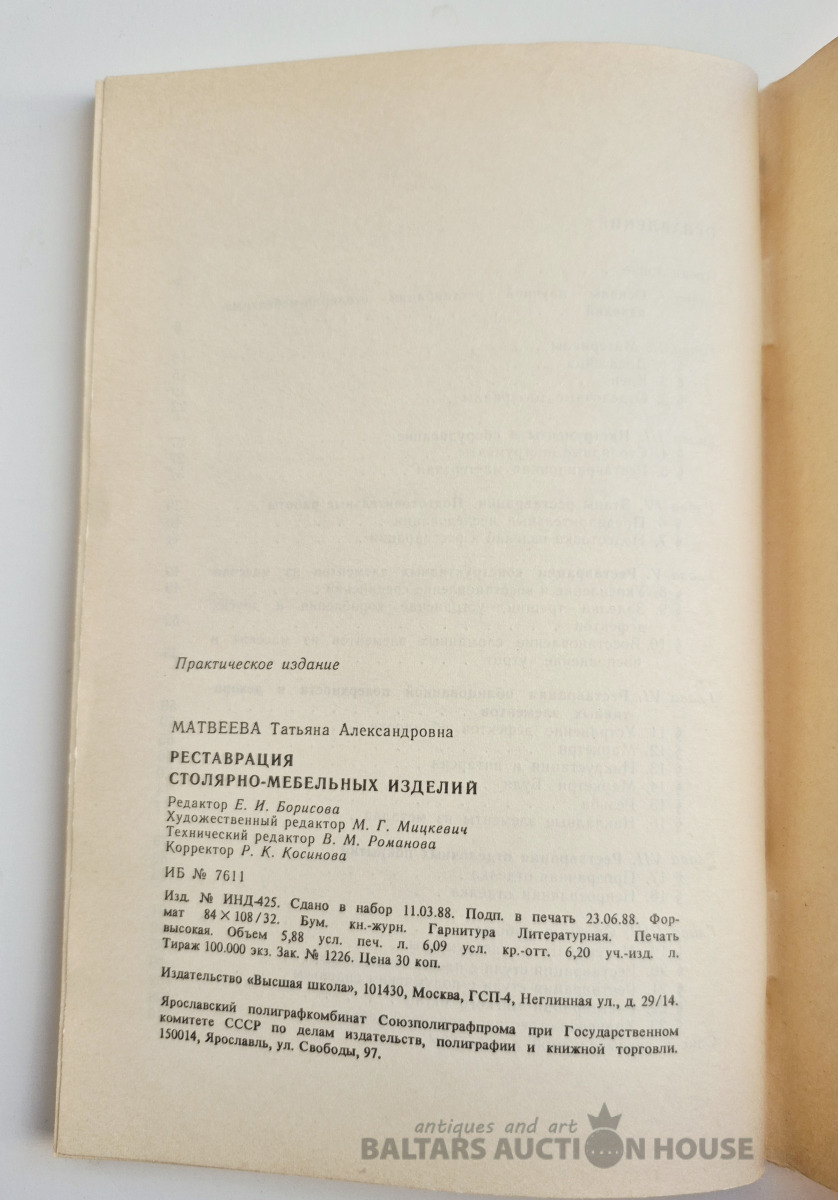 Практическое издание
МАТВЕЕВА Татьяна Александровна
РЕСТАВРАЦИЯ
СТОЛЯРНО-МЕБЕЛЬНЫХ ИЗДЕЛИЙ
Редактор Е. И. Борисова
Художественный редактор М. Г. Мицкевич
Технический редактор В. М. Романова
Корректор Р. К. Косинова
ИБ № 7611
Изд. № ИНД-425. Сдано в набор 11.03.88. Подп. в печать 23.06.88. Фор-
мат 84×108/32. Бум. кн.-журн. Гарнитура Литературная. Печать
высокая. Объем 5,88 усл. печ. л. 6,09 усл. кр.-отт. 6,20 уч.-изд. л.
Тираж 100.000 экз. Зак. № 1226. Цена 30 коп.
Издательство «Высшая школа», 101430, Москва, ГСП-4, Неглинная ул., д. 29/14.
Ярославский полиграфкомбинат Союзполиграфпрома при Государственном
комитете СССР по делам издательств, полиграфии и книжной торговли.
150014, Ярославль, ул. Свободы, 97.
antiques and art
BALTARS AUCTION HOUSE